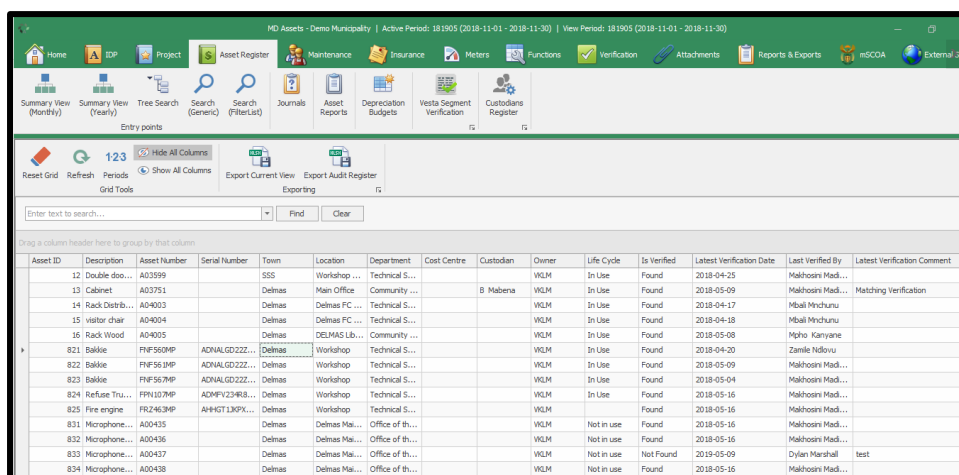 MD Assets - Demo Municipality | Active Period: 181905 (2018-11-01 - 2018-11-30) | View Period: 181905 (2018-11-01 - 2018-11-30)
Home IDP Project Asset Register Maintenance Insurance Meters Functions Verification Attachments Reports & Exports mSCOA External
Summary View (Monthly) Summary View (Yearly) Tree Search Search (Generic) Search (FilterList) Journals Asset Reports Depreciation Budgets Vesta Segment Verification Custodians Register
Entry points
Reset Grid Refresh 123 Periods Hide All Columns Show All Columns Export Current View Export Audit Register
Grid Tools Exporting
Enter text to search... Find Clear
Drag a column header here to group by that column
Asset ID Description Asset Number Serial Number Town Location Department Cost Centre Custodian Owner Life Cycle Is Verified Latest Verification Date Last Verified By Latest Verification Comment
12 Double doo... A03599 SSS Workshop ... Technical S... VKLM In Use Found 2018-04-25 Makhosini Madi...
13 Cabinet A03751 Delmas Main Office Community ... B Mabena VKLM In Use Found 2018-05-09 Makhosini Madi... Matching Verification
14 Rack Distrib... A04003 Delmas Delmas FC ... Technical S... VKLM In Use Found 2018-04-17 Mbali Mnchunu
15 visitor chair A04004 Delmas Delmas FC ... Technical S... VKLM In Use Found 2018-04-18 Mbali Mnchunu
16 Rack Wood A04005 Delmas DELMAS Lib... Community ... VKLM In Use Found 2018-05-08 Mpho Kanyane
821 Bakkie FNF560MP ADNALGD22Z... Delmas Workshop Technical S... VKLM In Use Found 2018-04-20 Zamile Ndlovu
822 Bakkie FNF561MP ADNALGD22Z... Delmas Workshop Technical S... VKLM In Use Found 2018-05-09 Makhosini Madi...
823 Bakkie FNF567MP ADNALGD22Z... Delmas Workshop Technical S... VKLM In Use Found 2018-05-04 Makhosini Madi...
824 Refuse Tru... FPN107MP ADMFV234R8... Delmas Workshop Technical S... VKLM In Use Found 2018-05-16 Makhosini Madi...
825 Fire engine FRZ463MP AHHGT1JKPX... Delmas Workshop Technical S... VKLM Found 2018-05-16 Makhosini Madi...
831 Microphone... A00435 Delmas Delmas Mai... Office of th... VKLM Not in use Found 2018-05-16 Makhosini Madi...
832 Microphone... A00436 Delmas Delmas Mai... Office of th... VKLM Not in use Found 2018-05-16 Makhosini Madi...
833 Microphone... A00437 Delmas Delmas Mai... Office of th... VKLM Not in use Not Found 2019-05-09 Dylan Marshall test
834 Microphone... A00438 Delmas Delmas Mai... Office of th... VKLM Not in use Found 2018-05-16 Makhosini Madi...